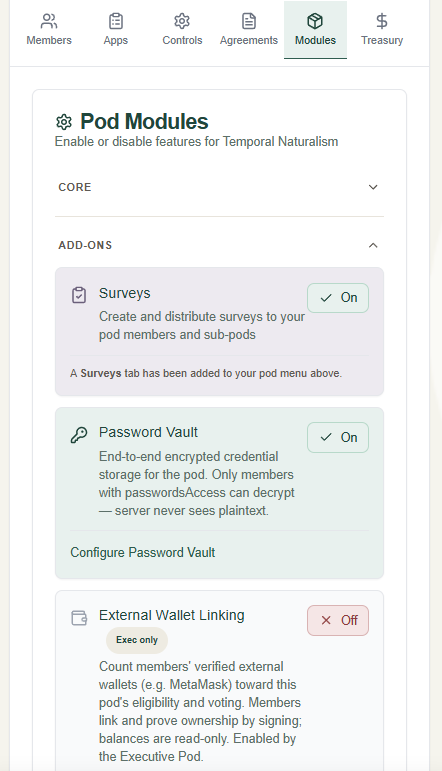 Members Apps Controls Agreements Modules Treasury
Pod Modules
Enable or disable features for Temporal Naturalism
CORE
ADD-ONS
Surveys
On
Create and distribute surveys to your
pod members and sub-pods
A Surveys tab has been added to your pod menu above.
Password Vault
On
End-to-end encrypted credential
storage for the pod. Only members
with passwordsAccess can decrypt
— server never sees plaintext.
Configure Password Vault
External Wallet Linking
Off
Exec only
Count members' verified external
wallets (e.g. MetaMask) toward this
pod's eligibility and voting. Members
link and prove ownership by signing;
balances are read-only. Enabled by
the Executive Pod.